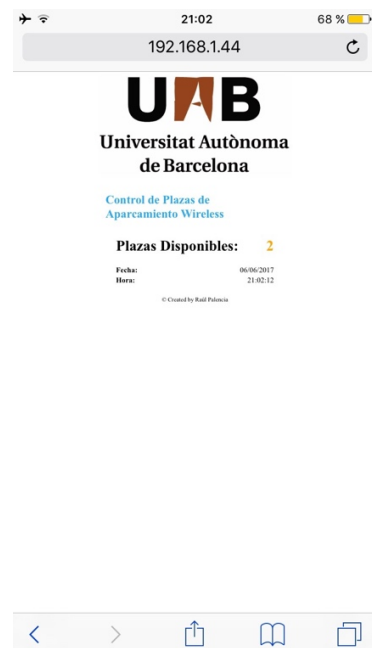 21:02
68 %
192.168.1.44
UAB
Universitat Autònoma
de Barcelona
Control de Plazas de
Aparcamiento Wireless
Plazas Disponibles: 2
Fecha: 06/06/2017
Hora: 21:02:12
© Created by Raúl Palencia